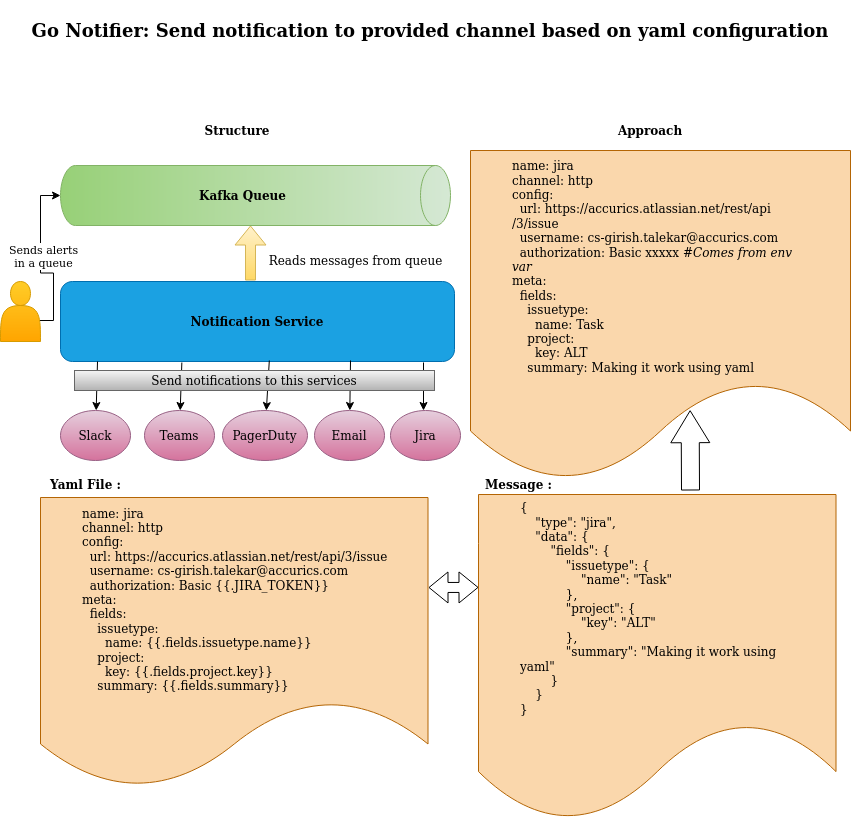 Go Notifier: Send notification to provided channel based on yaml configuration
Structure
Kafka Queue
Sends alerts
in a queue
Reads messages from queue
Notification Service
Send notifications to this services
Slack
Teams
PagerDuty
Email
Jira
Approach
name: jira
channel: http
config:
  url: https://accurics.atlassian.net/rest/api
/3/issue
  username: cs-girish.talekar@accurics.com
  authorization: Basic xxxxx #Comes from env
var
meta:
  fields:
    issuetype:
      name: Task
    project:
      key: ALT
    summary: Making it work using yaml
Yaml File :
name: jira
channel: http
config:
  url: https://accurics.atlassian.net/rest/api/3/issue
  username: cs-girish.talekar@accurics.com
  authorization: Basic {{.JIRA_TOKEN}}
meta:
  fields:
    issuetype:
      name: {{.fields.issuetype.name}}
    project:
      key: {{.fields.project.key}}
    summary: {{.fields.summary}}
Message :
{
    "type": "jira",
    "data": {
        "fields": {
            "issuetype": {
                "name": "Task"
            },
            "project": {
                "key": "ALT"
            },
            "summary": "Making it work using
yaml"
        }
    }
}